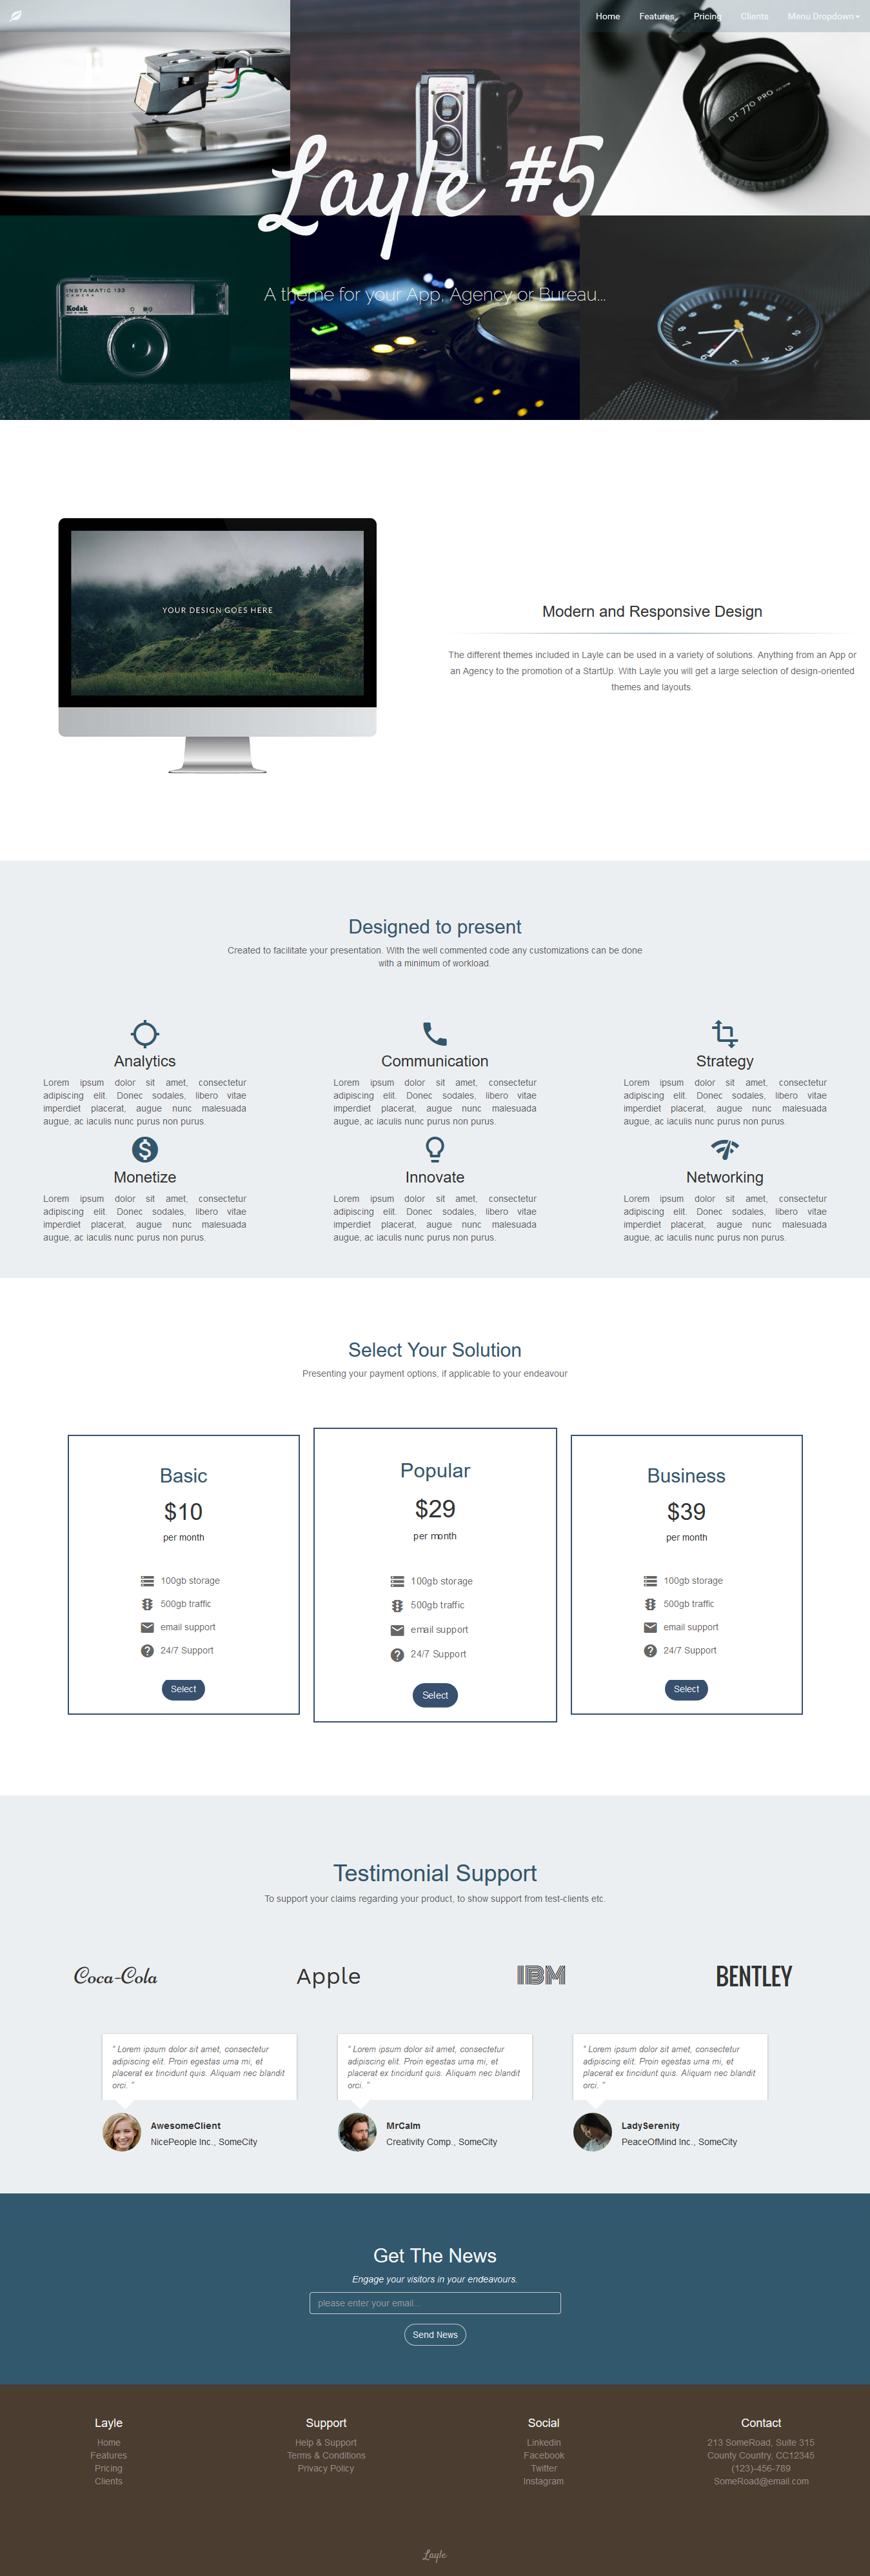 Home Features Pricing Clients Menu Dropdown
DT 770 PRO
Layle #5
INSTAMATIC 133
CAMERA
Kodak
A theme for your App, Agency or Bureau...
YOUR DESIGN GOES HERE
Modern and Responsive Design
The different themes included in Layle can be used in a variety of solutions. Anything from an App or
an Agency to the promotion of a StartUp. With Layle you will get a large selection of design-oriented
themes and layouts.
Designed to present
Created to facilitate your presentation. With the well commented code any customizations can be done
with a minimum of workload.
Analytics
Lorem ipsum dolor sit amet, consectetur
adipiscing elit. Donec sodales, libero vitae
imperdiet placerat, augue nunc malesuada
augue, ac iaculis nunc purus non purus.
Communication
Lorem ipsum dolor sit amet, consectetur
adipiscing elit. Donec sodales, libero vitae
imperdiet placerat, augue nunc malesuada
augue, ac iaculis nunc purus non purus.
Strategy
Lorem ipsum dolor sit amet, consectetur
adipiscing elit. Donec sodales, libero vitae
imperdiet placerat, augue nunc malesuada
augue, ac iaculis nunc purus non purus.
Monetize
Lorem ipsum dolor sit amet, consectetur
adipiscing elit. Donec sodales, libero vitae
imperdiet placerat, augue nunc malesuada
augue, ac iaculis nunc purus non purus.
Innovate
Lorem ipsum dolor sit amet, consectetur
adipiscing elit. Donec sodales, libero vitae
imperdiet placerat, augue nunc malesuada
augue, ac iaculis nunc purus non purus.
Networking
Lorem ipsum dolor sit amet, consectetur
adipiscing elit. Donec sodales, libero vitae
imperdiet placerat, augue nunc malesuada
augue, ac iaculis nunc purus non purus.
Select Your Solution
Presenting your payment options, if applicable to your endeavour
Basic
$10
per month
100gb storage
500gb traffic
email support
24/7 Support
Select
Popular
$29
per month
100gb storage
500gb traffic
email support
24/7 Support
Select
Business
$39
per month
100gb storage
500gb traffic
email support
24/7 Support
Select
Testimonial Support
To support your claims regarding your product, to show support from test-clients etc.
Coca-Cola
Apple
IBM
BENTLEY
" Lorem ipsum dolor sit amet, consectetur
adipiscing elit. Proin egestas urna mi, et
placerat ex tincidunt quis. Aliquam nec blandit
orci. "
AwesomeClient
NicePeople Inc., SomeCity
" Lorem ipsum dolor sit amet, consectetur
adipiscing elit. Proin egestas urna mi, et
placerat ex tincidunt quis. Aliquam nec blandit
orci. "
MrCalm
Creativity Comp., SomeCity
" Lorem ipsum dolor sit amet, consectetur
adipiscing elit. Proin egestas urna mi, et
placerat ex tincidunt quis. Aliquam nec blandit
orci. "
LadySerenity
PeaceOfMind Inc., SomeCity
Get The News
Engage your visitors in your endeavours.
please enter your email...
Send News
Layle
Home
Features
Pricing
Clients
Support
Help & Support
Terms & Conditions
Privacy Policy
Social
Linkedin
Facebook
Twitter
Instagram
Contact
213 SomeRoad, Suite 315
County Country, CC12345
(123)-456-789
SomeRoad@email.com
Layle